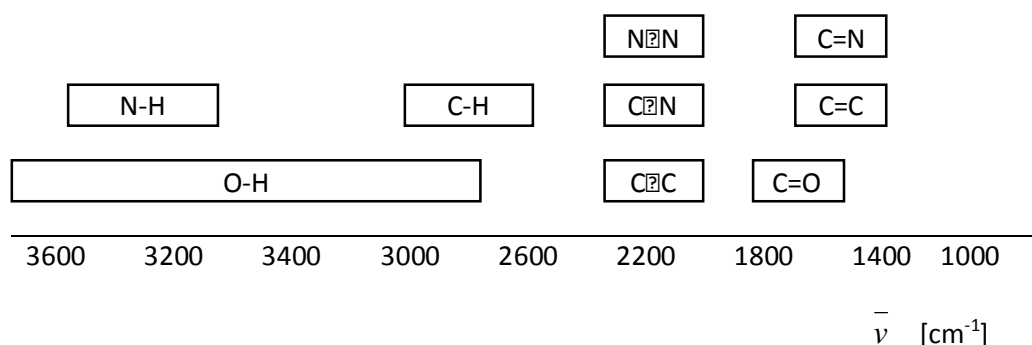 N⍰N C=N
N-H C-H C⍰N C=C
O-H C⍰C C=O
3600 3200 3400 3000 2600 2200 1800 1400 1000
v̅ [cm⁻¹]